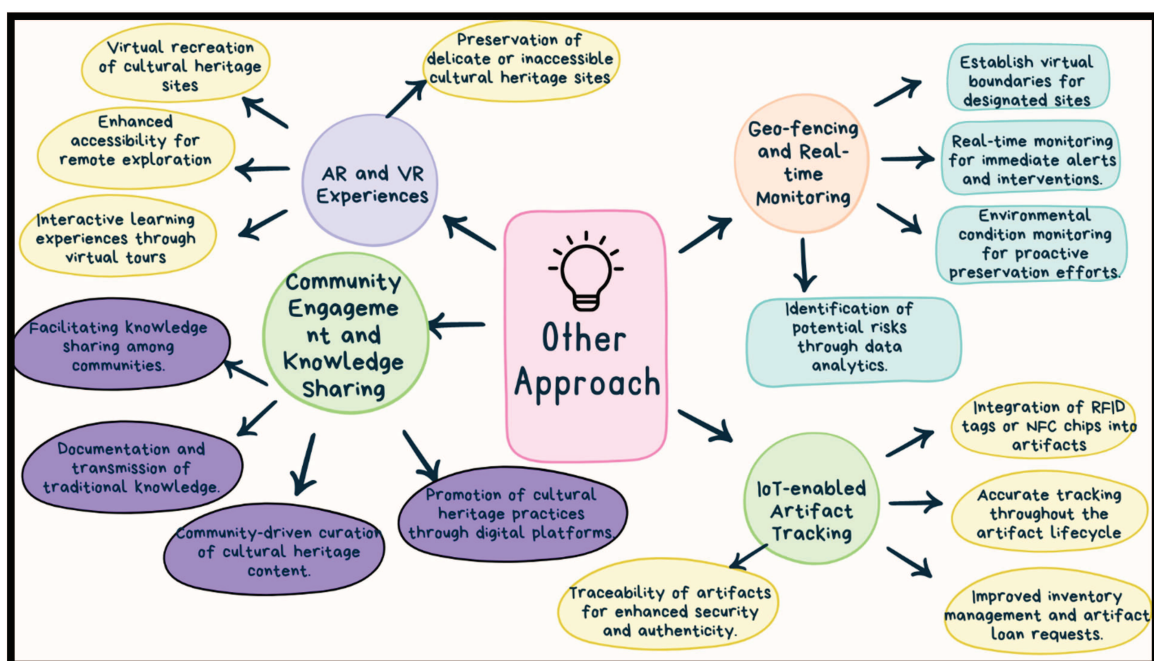 Virtual recreation
of cultural heritage
sites
Preservation of
delicate or inaccessible
cultural heritage sites
Enhanced
accessibility for
remote exploration
AR and VR
Experiences
Interactive learning
experiences through
virtual tours
Geo-fencing
and Real-
time
Monitoring
Establish virtual
boundaries for
designated sites
Real-time monitoring
for immediate alerts
and interventions.
Environmental
condition monitoring
for proactive
preservation efforts.
Identification of
potential risks
through data
analytics.
Other
Approach
Community
Engageme
nt and
Knowledge
Sharing
Facilitating knowledge
sharing among
communities.
Documentation and
transmission of
traditional knowledge.
Community-driven curation
of cultural heritage
content.
Promotion of cultural
heritage practices
through digital platforms.
IoT-enabled
Artifact
Tracking
Integration of RFID
tags or NFC chips into
artifacts
Accurate tracking
throughout the
artifact lifecycle
Improved inventory
management and artifact
loan requests.
Traceability of artifacts
for enhanced security
and authenticity.